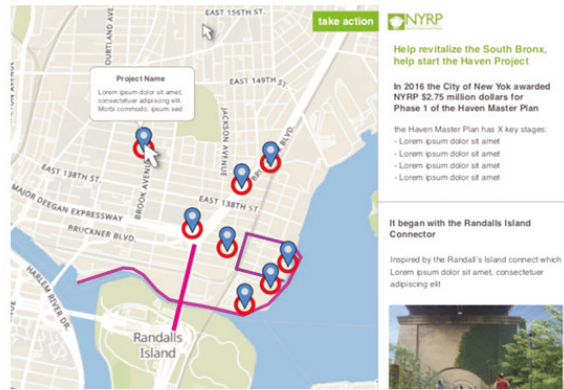 EAST 156TH ST.
take action
COURTLAND AVENUE
EAST 149TH ST.
Project Name
Lorem ipsum dolor sit amet,
consectetuer adipiscing elit.
Morbi commodo, ipsum sed
JACKSON AVENUE
BROOK AVENUE
EAST 138TH ST.
EAST 138TH ST.
MAJOR DEEGAN EXPRESSWAY
BRUCKNER BLVD.
HARLEM RIVER DR.
Randalls
Island
NYRP
Help revitalize the South Bronx,
help start the Haven Project
In 2016 the City of New Yok awarded
NYRP $2.75 million dollars for
Phase 1 of the Haven Master Plan
the Haven Master Plan has X key stages:
- Lorem ipsum dolor sit amet
- Lorem ipsum dolor sit amet
- Lorem ipsum dolor sit amet
- Lorem ipsum dolor sit amet
It began with the Randalls Island
Connector
Inspired by the Randall's Island connect which
Lorem ipsum dolor sit amet, consectetuer
adipiscing elit